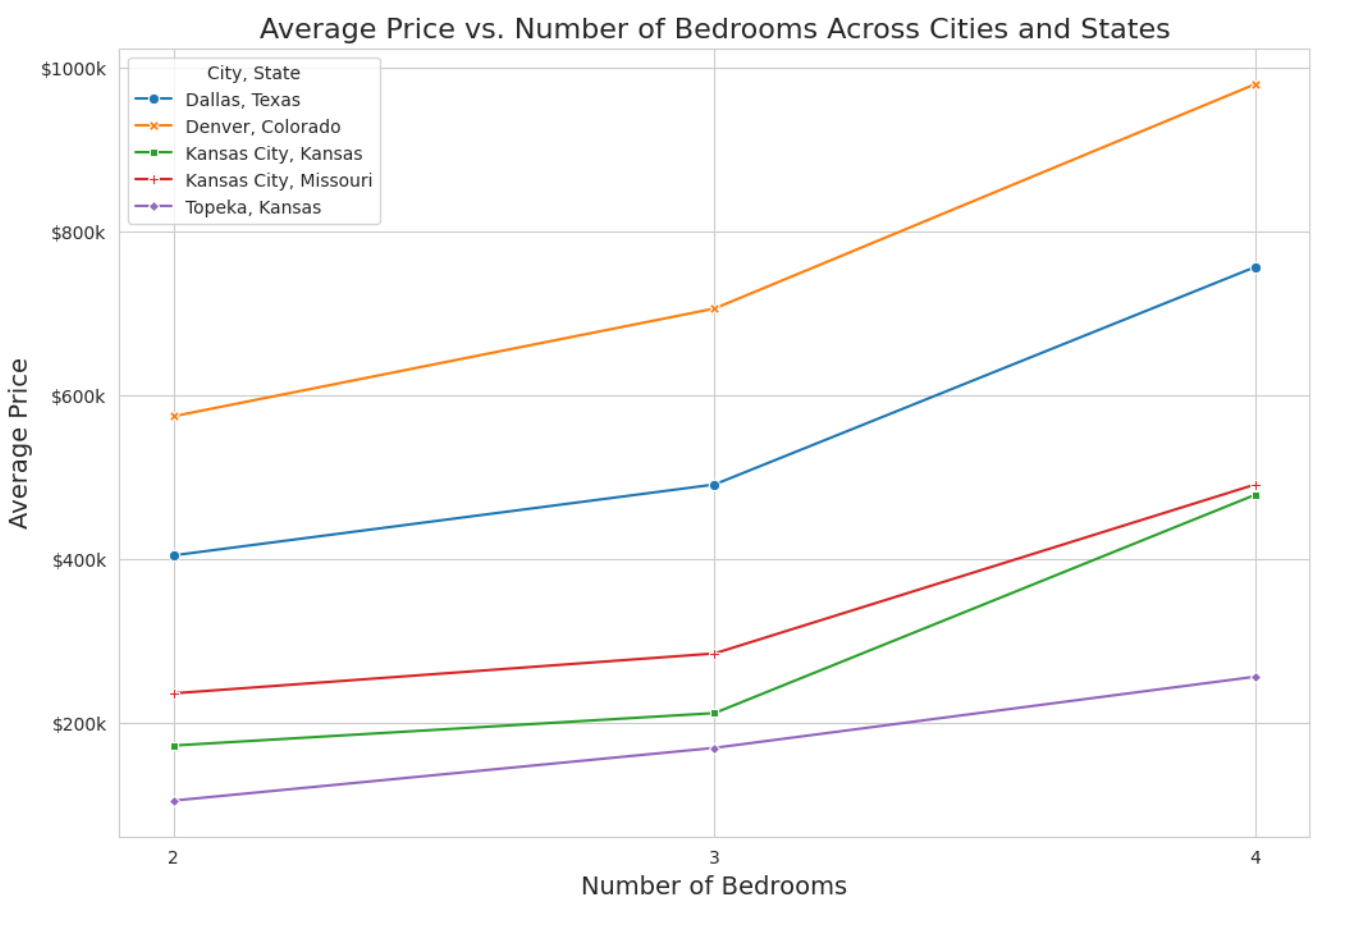 Average Price vs. Number of Bedrooms Across Cities and States
$1000k
$800k
$600k
$400k
$200k
Average Price
City, State
Dallas, Texas
Denver, Colorado
Kansas City, Kansas
Kansas City, Missouri
Topeka, Kansas
2 3 4
Number of Bedrooms